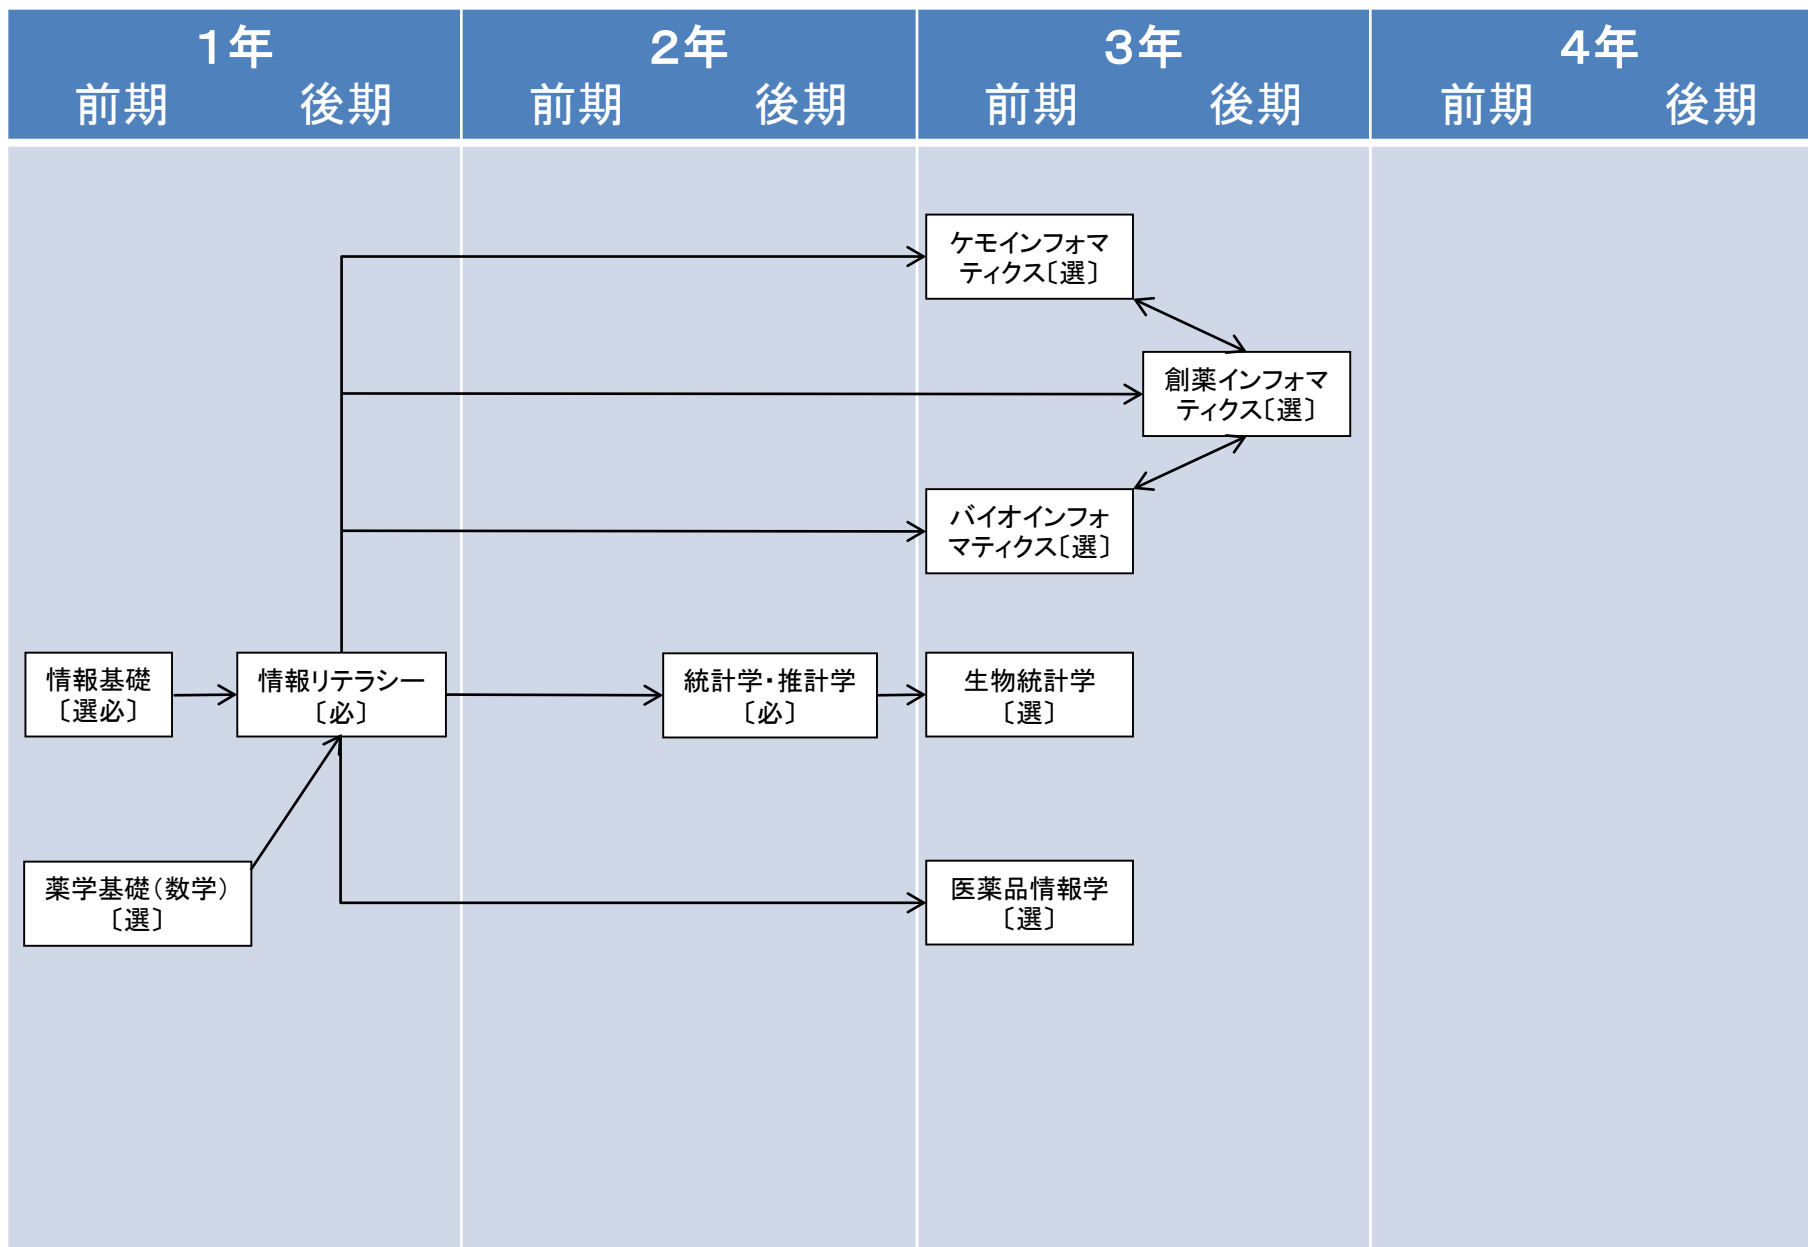 1年
2年
3年
4年
前期
後期
前期
後期
前期
後期
前期
後期
ケモインフォマ
ティクス〔選〕
創薬インフォマ
ティクス〔選〕
バイオインフォ
マティクス〔選〕
情報基礎
〔選必〕
情報リテラシー
〔必〕
統計学・推計学
〔必〕
生物統計学
〔選〕
薬学基礎(数学)
〔選〕
医薬品情報学
〔選〕